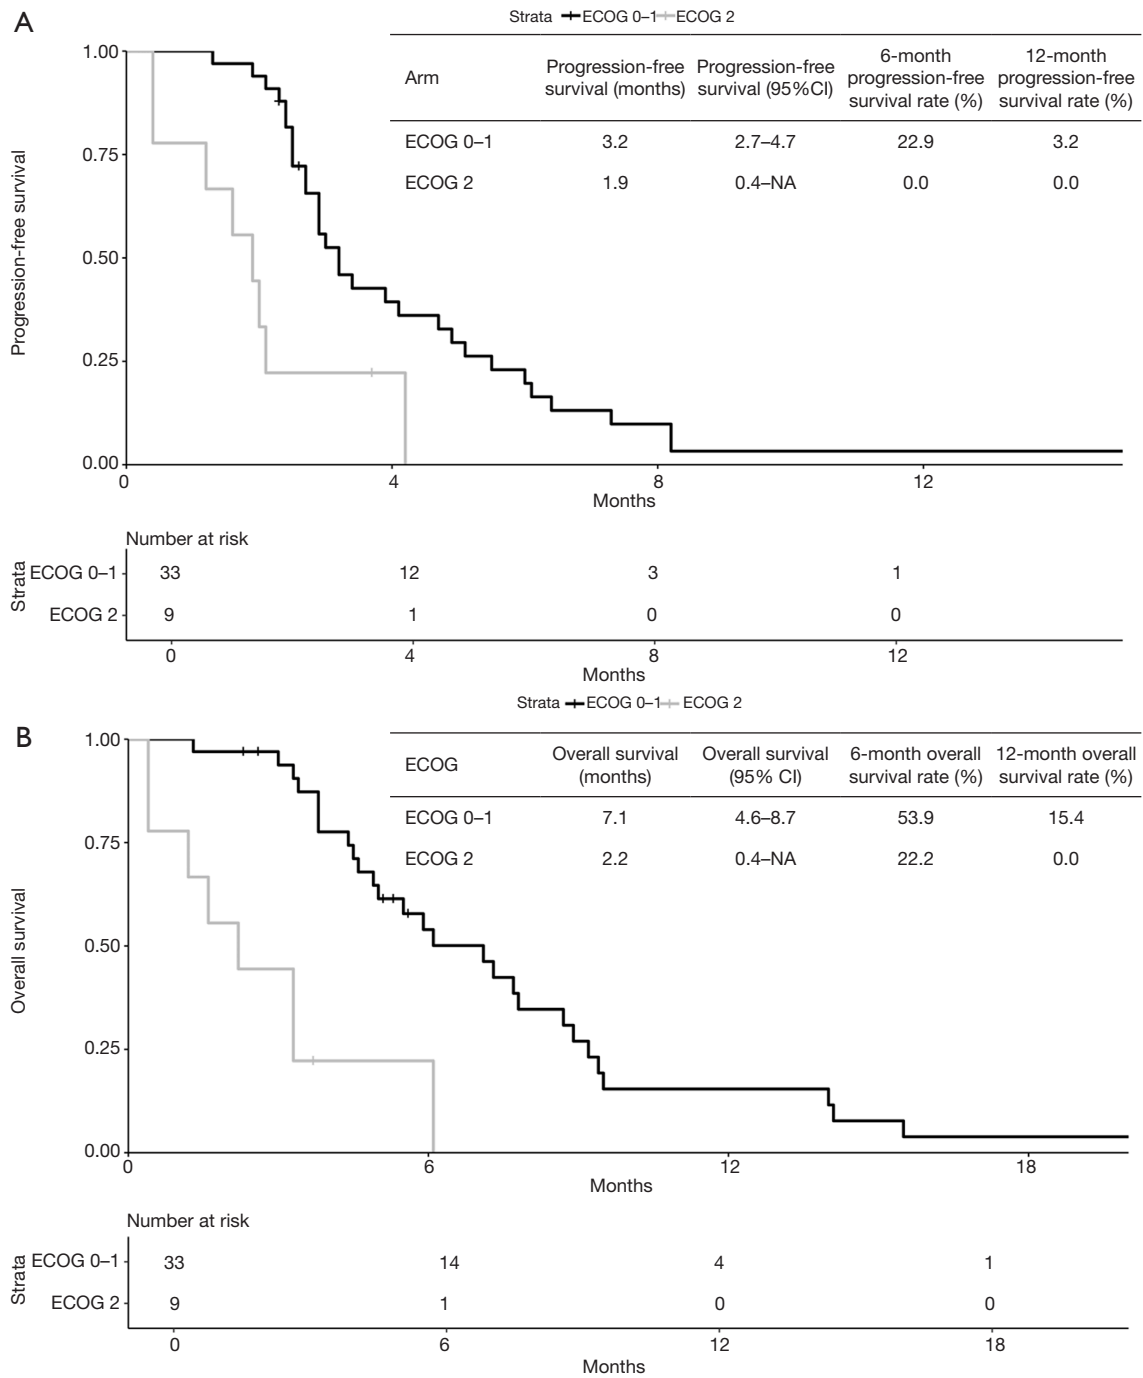 A
Strata ECOG 0–1 ECOG 2
Arm
Progression-free survival (months)
Progression-free survival (95%CI)
6-month progression-free survival rate (%)
12-month progression-free survival rate (%)
ECOG 0–1 3.2 2.7–4.7 22.9 3.2
ECOG 2 1.9 0.4–NA 0.0 0.0
Progression-free survival
1.00
0.75
0.50
0.25
0.00
0 4 8 12
Months
Number at risk
Strata
ECOG 0–1 33 12 3 1
ECOG 2 9 1 0 0
0 4 8 12
Months
B
Strata ECOG 0–1 ECOG 2
ECOG
Overall survival (months)
Overall survival (95% CI)
6-month overall survival rate (%)
12-month overall survival rate (%)
ECOG 0–1 7.1 4.6–8.7 53.9 15.4
ECOG 2 2.2 0.4–NA 22.2 0.0
Overall survival
1.00
0.75
0.50
0.25
0.00
0 6 12 18
Months
Number at risk
Strata
ECOG 0–1 33 14 4 1
ECOG 2 9 1 0 0
0 6 12 18
Months